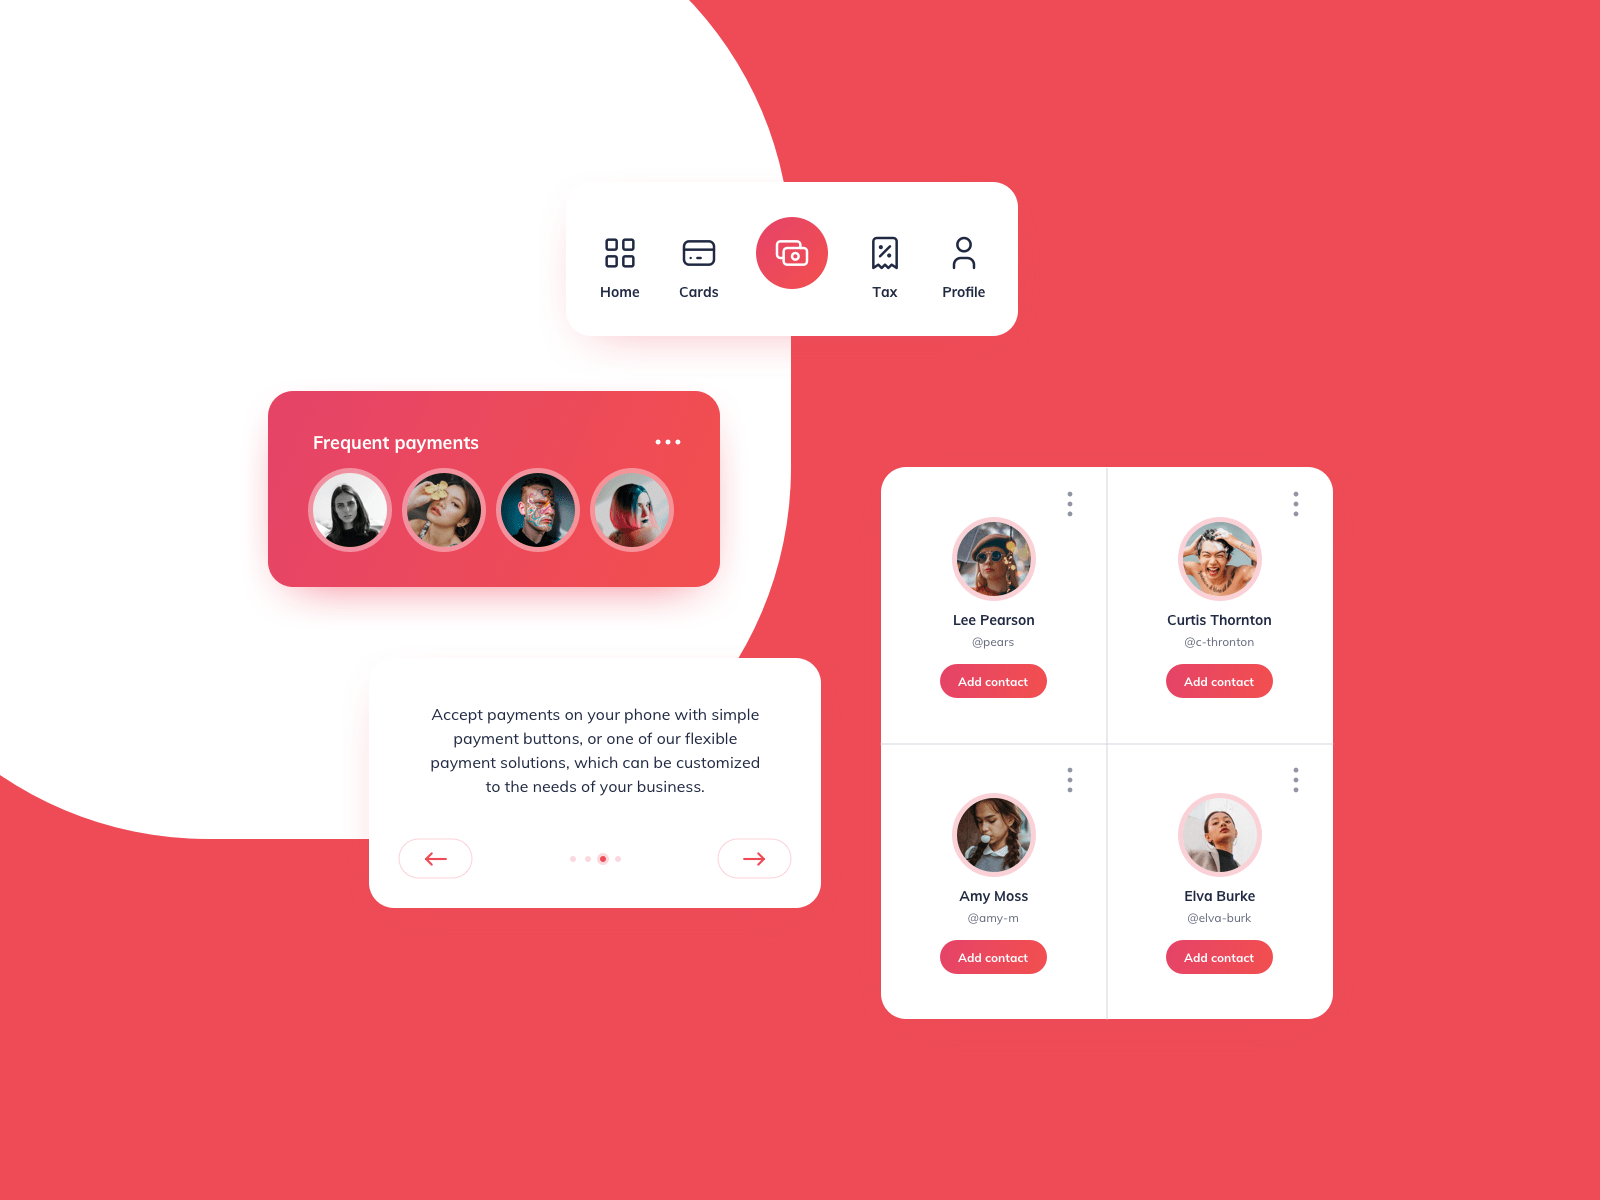 Home
Cards
Tax
Profile
Frequent payments
Accept payments on your phone with simple
payment buttons, or one of our flexible
payment solutions, which can be customized
to the needs of your business.
Lee Pearson
@pears
Add contact
Curtis Thornton
@c-thronton
Add contact
Amy Moss
@amy-m
Add contact
Elva Burke
@elva-burk
Add contact